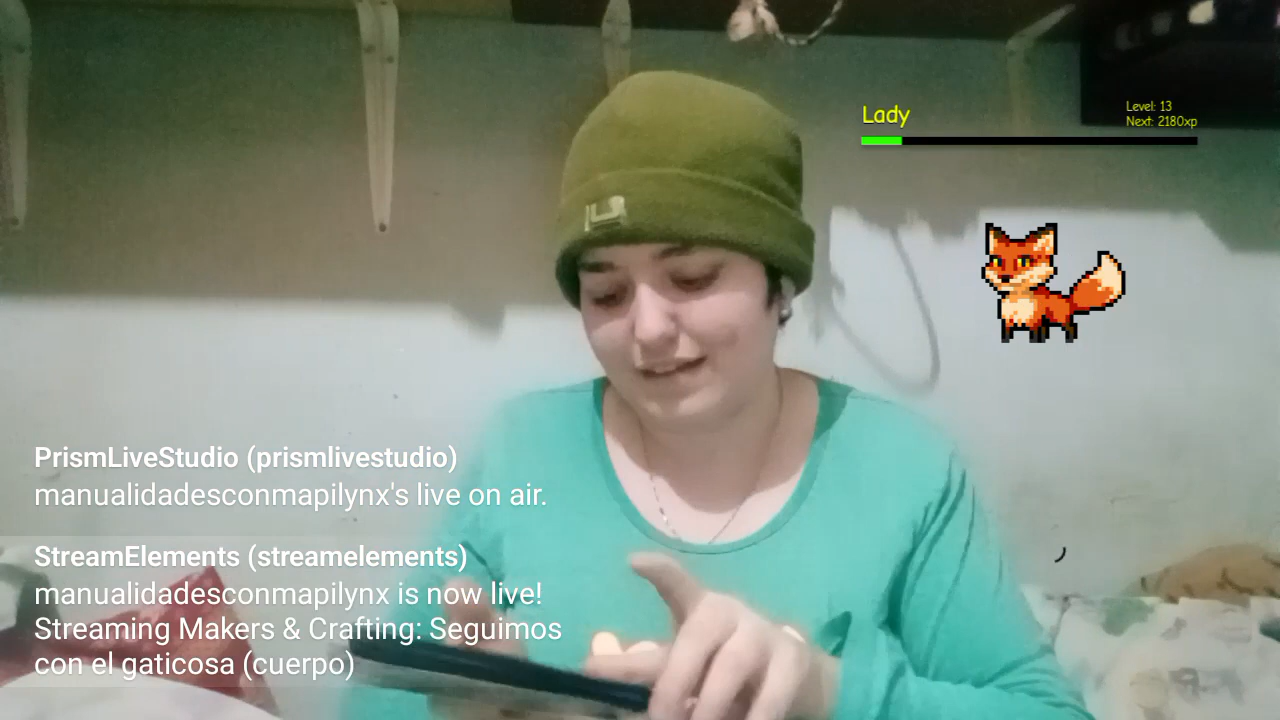 Lady
Level: 13
Next: 2180xp
PrismLiveStudio (prismlivestudio)
manualidadesconmapilynx's live on air.
StreamElements (streamelements)
manualidadesconmapilynx is now live!
Streaming Makers & Crafting: Seguimos
con el gaticosa (cuerpo)